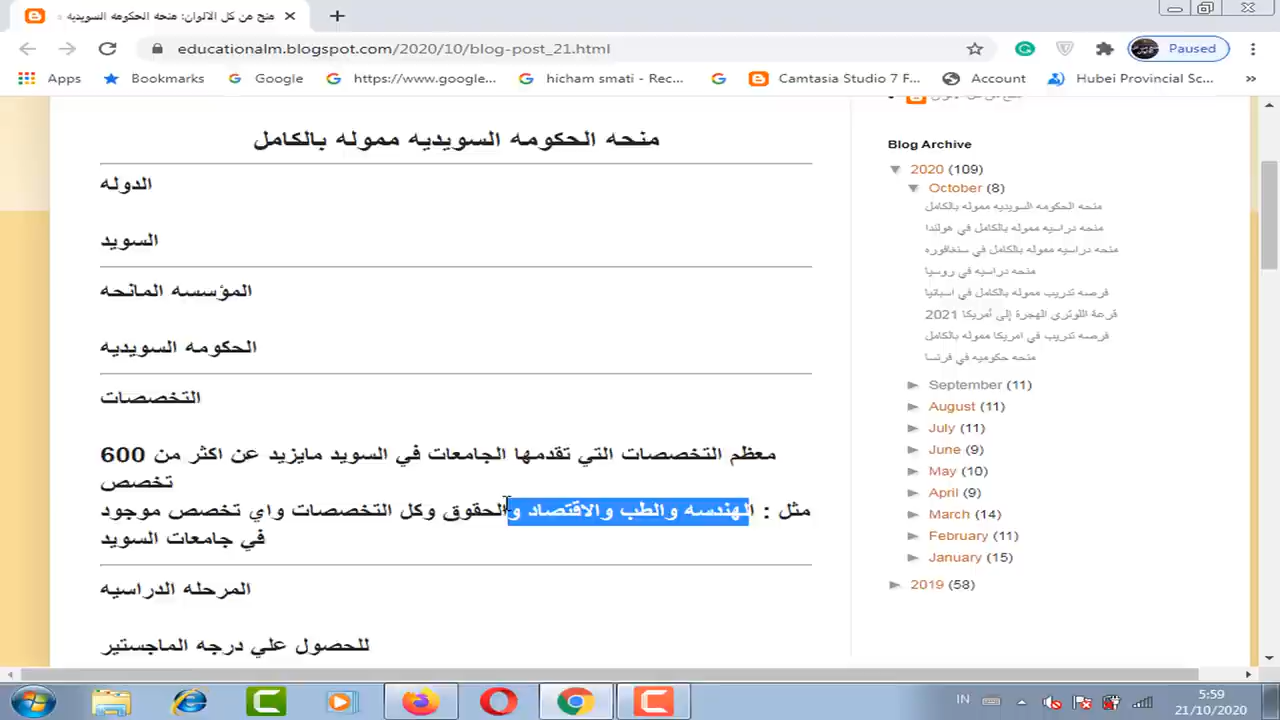 منح من كل الالوان: منحه الحكومه السويديه
educationalm.blogspot.com/2020/10/blog-post_21.html
Paused
Apps
Bookmarks
Google
https://www.google...
hicham smati - Rec...
Camtasia Studio 7 F...
Account
Hubei Provincial Sc...
»
منحه الحكومه السويديه مموله بالكامل
الدوله
السويد
المؤسسه المانحه
الحكومه السويديه
التخصصات
معظم التخصصات التي تقدمها الجامعات في السويد مايزيد عن اكثر من 600
تخصص
مثل : الهندسه والطب والاقتصاد والحقوق وكل التخصصات واي تخصص موجود
في جامعات السويد
المرحله الدراسيه
للحصول علي درجه الماجستير
Blog Archive
▼ 2020 (109)
▼ October (8)
منحه الحكومه السويديه مموله بالكامل
منحه دراسيه مموله بالكامل في هولندا
منحه دراسيه مموله بالكامل في سنغافوره
منحه دراسيه في روسيا
فرصه تدريب مموله بالكامل في اسبانيا
قرعة اللوتري الهجرة إلى أمريكا 2021
فرصه تدريب في امريكا مموله بالكامل
منحه حكوميه في فرنسا
► September (11)
► August (11)
► July (11)
► June (9)
► May (10)
► April (9)
► March (14)
► February (11)
► January (15)
► 2019 (58)
IN
5:59
21/10/2020